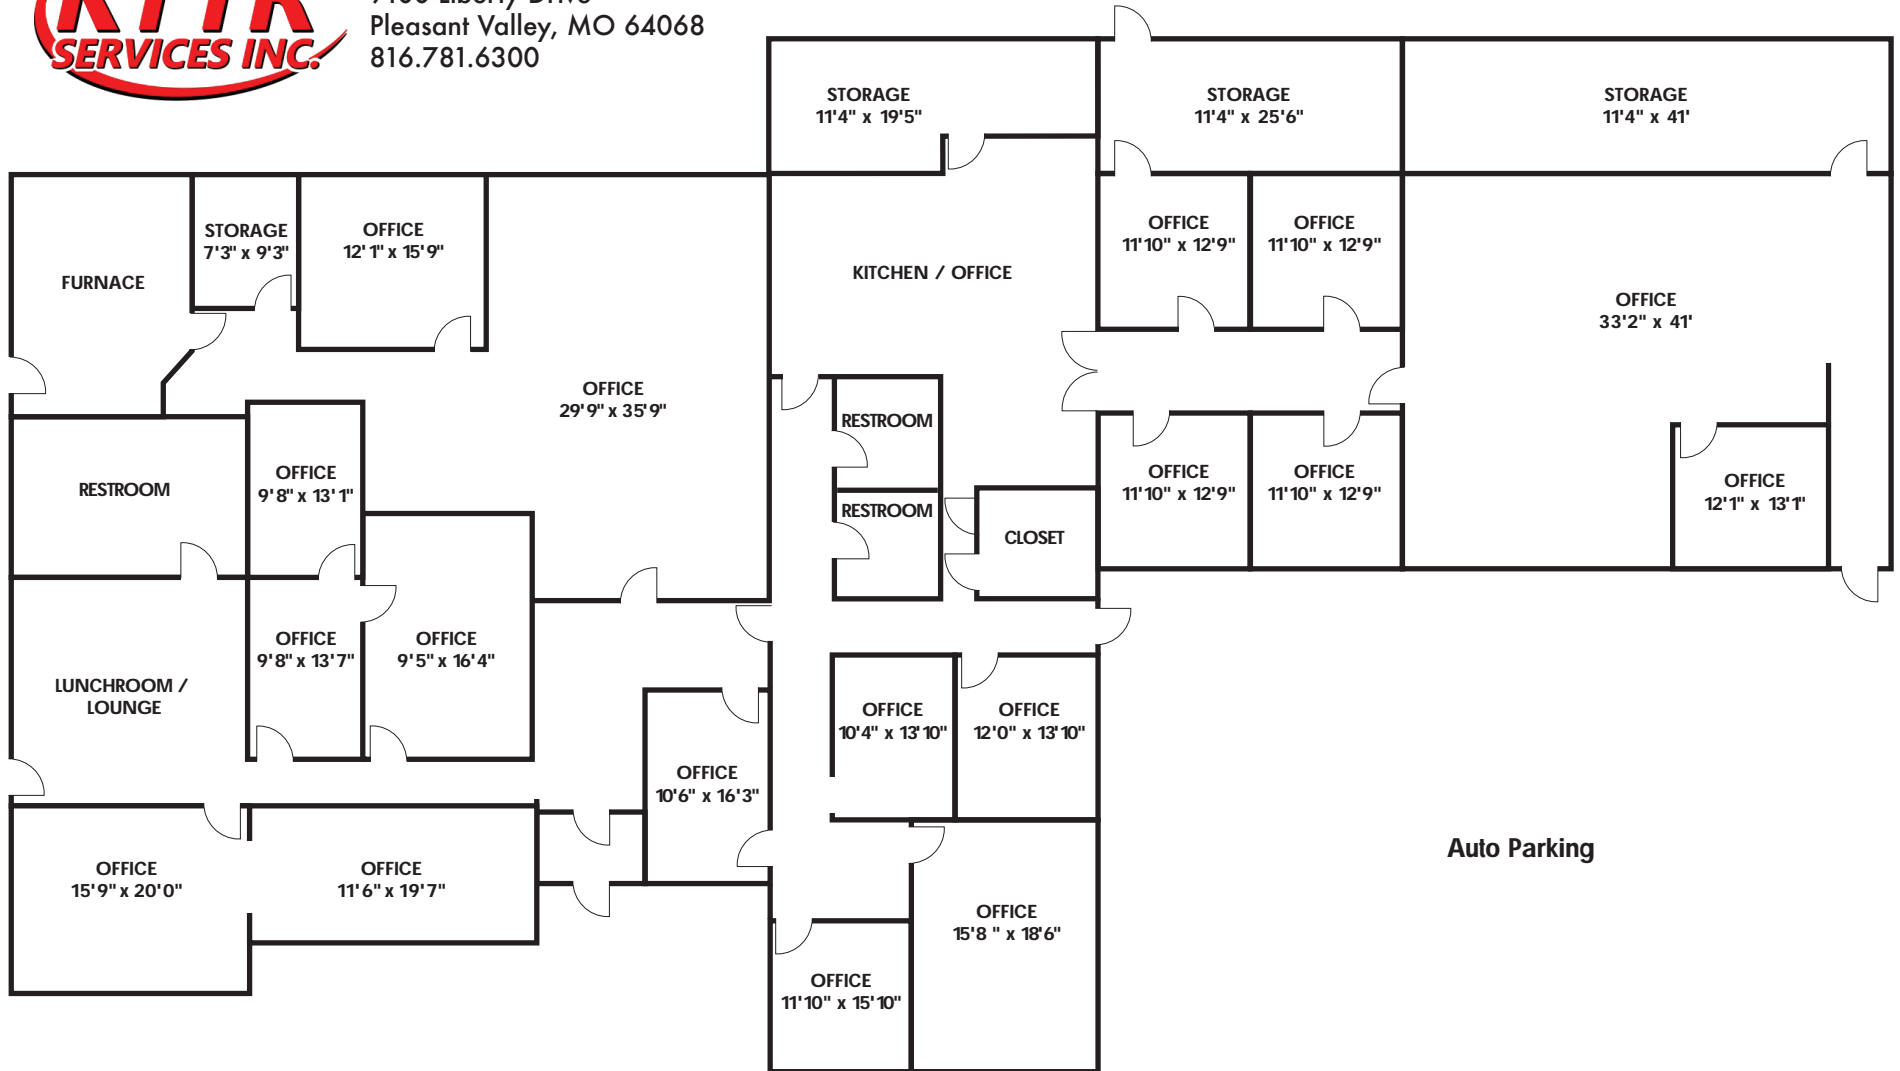 SERVICES INC.
Pleasant Valley, MO 64068
816.781.6300
STORAGE
11'4" x 19'5"
STORAGE
11'4" x 25'6"
STORAGE
11'4" x 41'
FURNACE
STORAGE
7'3" x 9'3"
OFFICE
12'1" x 15'9"
OFFICE
29'9" x 35'9"
KITCHEN / OFFICE
OFFICE
11'10" x 12'9"
OFFICE
11'10" x 12'9"
OFFICE
33'2" x 41'
RESTROOM
OFFICE
9'8" x 13'1"
RESTROOM
RESTROOM
CLOSET
OFFICE
11'10" x 12'9"
OFFICE
11'10" x 12'9"
OFFICE
12'1" x 13'1"
LUNCHROOM /
LOUNGE
OFFICE
9'8" x 13'7"
OFFICE
9'5" x 16'4"
OFFICE
10'6" x 16'3"
OFFICE
10'4" x 13'10"
OFFICE
12'0" x 13'10"
OFFICE
15'9" x 20'0"
OFFICE
11'6" x 19'7"
OFFICE
15'8 " x 18'6"
OFFICE
11'10" x 15'10"
Auto Parking